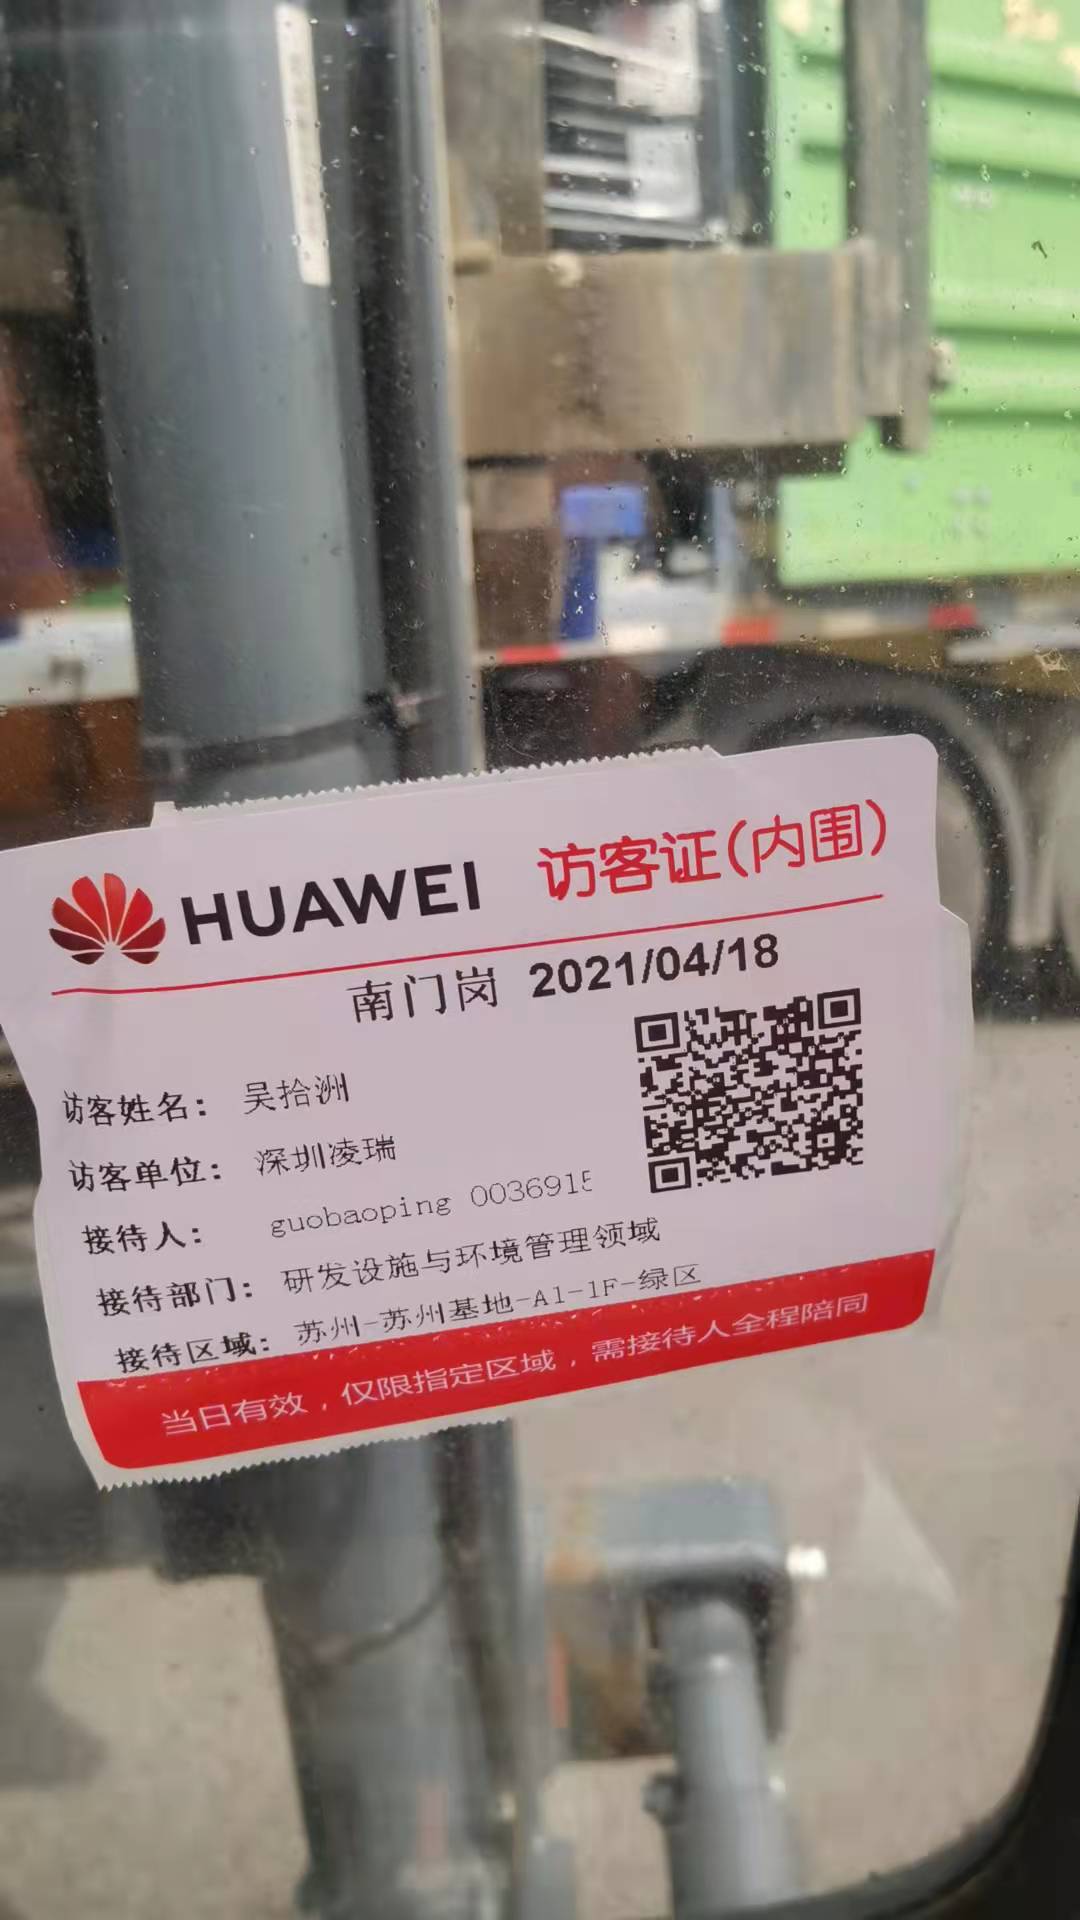 HUAWEI 访客证(内围)
南门岗 2021/04/18
访客姓名: 吴拾洲
访客单位: 深圳凌瑞
接待人: guobaoping 0036915
接待部门: 研发设施与环境管理领域
接待区域: 苏州-苏州基地-A1-1F-绿区
当日有效,仅限指定区域,需接待人全程陪同